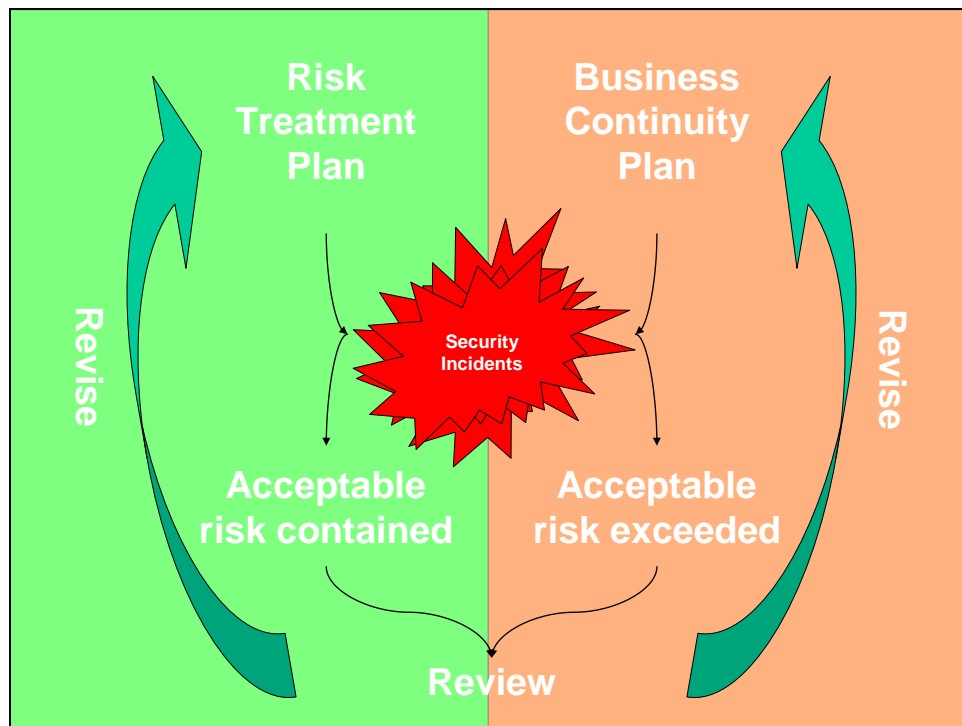 Risk
Treatment
Plan
Business
Continuity
Plan
Revise
Security
Incidents
Revise
Acceptable
risk contained
Acceptable
risk exceeded
Review